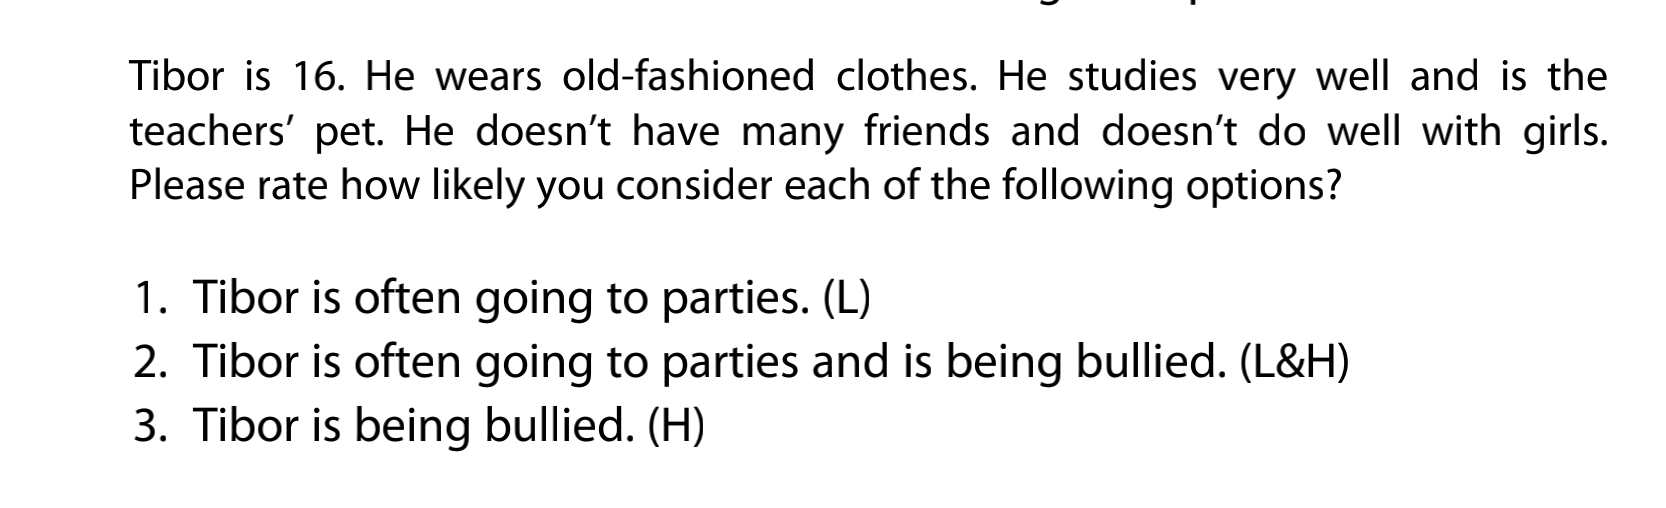 Tibor is 16. He wears old-fashioned clothes. He studies very well and is the
teachers’ pet. He doesn’t have many friends and doesn’t do well with girls.
Please rate how likely you consider each of the following options?
1. Tibor is often going to parties. (L)
2. Tibor is often going to parties and is being bullied. (L&H)
3. Tibor is being bullied. (H)